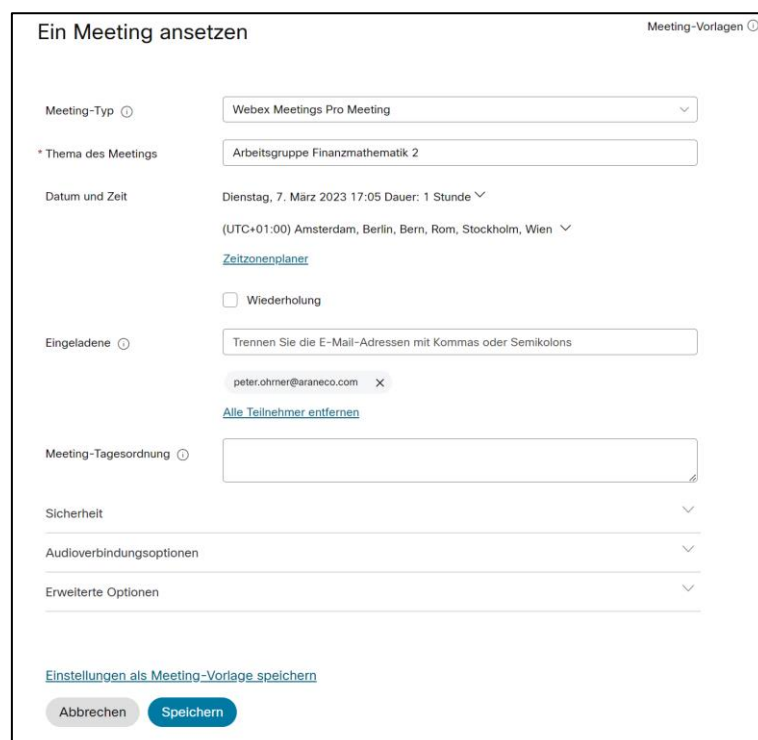 Ein Meeting ansetzen
Meeting-Vorlagen
Meeting-Typ
Webex Meetings Pro Meeting
* Thema des Meetings
Arbeitsgruppe Finanzmathematik 2
Datum und Zeit
Dienstag, 7. März 2023 17:05 Dauer: 1 Stunde
(UTC+01:00) Amsterdam, Berlin, Bern, Rom, Stockholm, Wien
Zeitzonenplaner
Wiederholung
Eingeladene
Trennen Sie die E-Mail-Adressen mit Kommas oder Semikolons
peter.ohrner@araneco.com
Alle Teilnehmer entfernen
Meeting-Tagesordnung
Sicherheit
Audioverbindungsoptionen
Erweiterte Optionen
Einstellungen als Meeting-Vorlage speichern
Abbrechen
Speichern